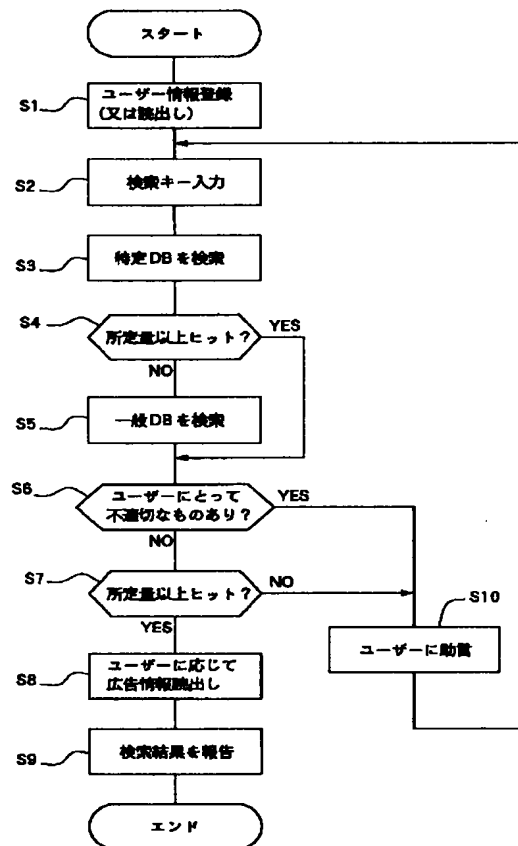 スタート
S1
ユーザー情報登録
(又は読出し)
S2
検索キー入力
S3
特定DBを検索
S4
所定量以上ヒット?
YES
NO
S5
一般DBを検索
S6
ユーザーにとって
不適切なものあり?
YES
NO
S7
所定量以上ヒット?
NO
YES
S10
ユーザーに助言
S8
ユーザーに応じて
広告情報読出し
S9
検索結果を報告
エンド